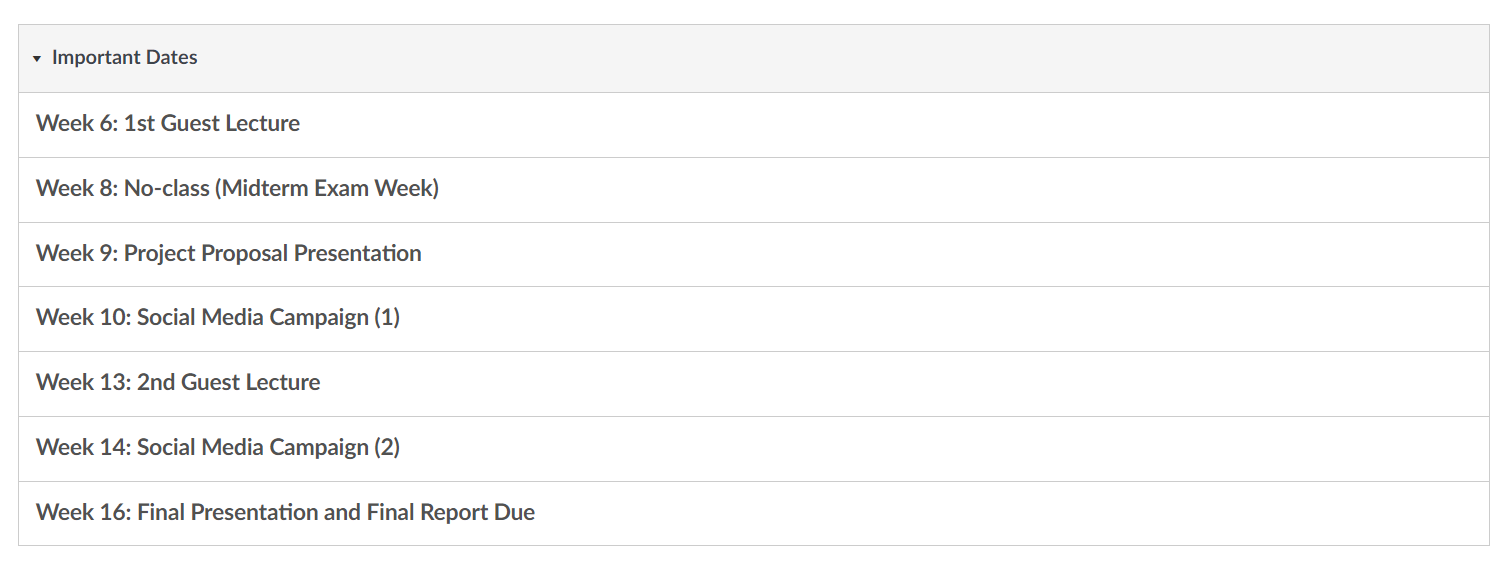 Important Dates
Week 6: 1st Guest Lecture
Week 8: No-class (Midterm Exam Week)
Week 9: Project Proposal Presentation
Week 10: Social Media Campaign (1)
Week 13: 2nd Guest Lecture
Week 14: Social Media Campaign (2)
Week 16: Final Presentation and Final Report Due